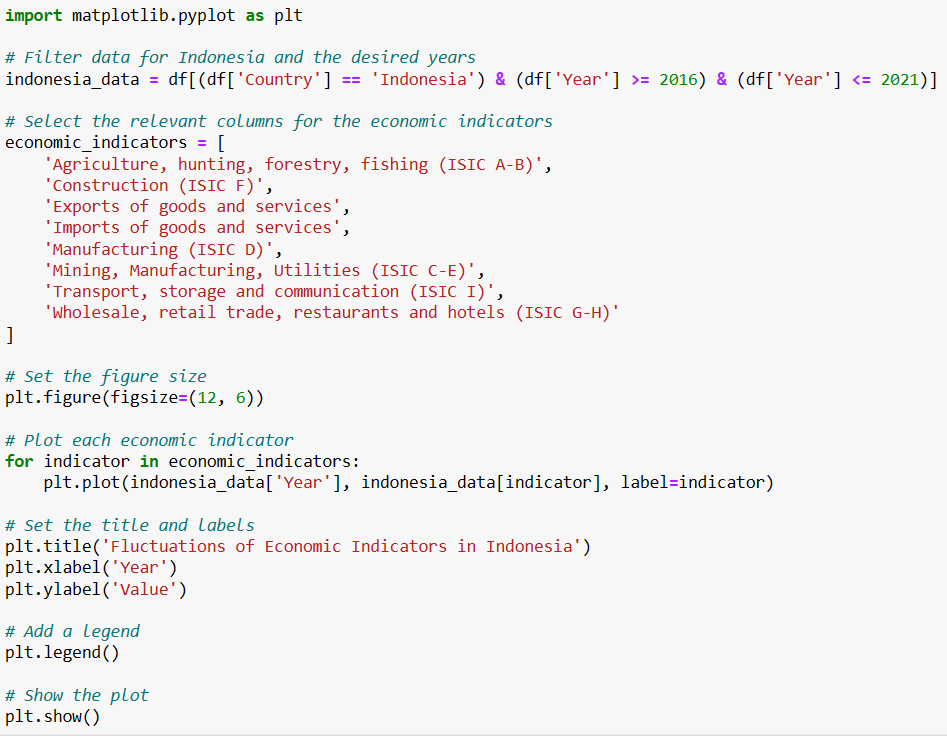 import matplotlib.pyplot as plt

# Filter data for Indonesia and the desired years
indonesia_data = df[(df['Country'] == 'Indonesia') & (df['Year'] >= 2016) & (df['Year'] <= 2021)]

# Select the relevant columns for the economic indicators
economic_indicators = [
    'Agriculture, hunting, forestry, fishing (ISIC A-B)',
    'Construction (ISIC F)',
    'Exports of goods and services',
    'Imports of goods and services',
    'Manufacturing (ISIC D)',
    'Mining, Manufacturing, Utilities (ISIC C-E)',
    'Transport, storage and communication (ISIC I)',
    'Wholesale, retail trade, restaurants and hotels (ISIC G-H)'
]

# Set the figure size
plt.figure(figsize=(12, 6))

# Plot each economic indicator
for indicator in economic_indicators:
    plt.plot(indonesia_data['Year'], indonesia_data[indicator], label=indicator)

# Set the title and labels
plt.title('Fluctuations of Economic Indicators in Indonesia')
plt.xlabel('Year')
plt.ylabel('Value')

# Add a legend
plt.legend()

# Show the plot
plt.show()